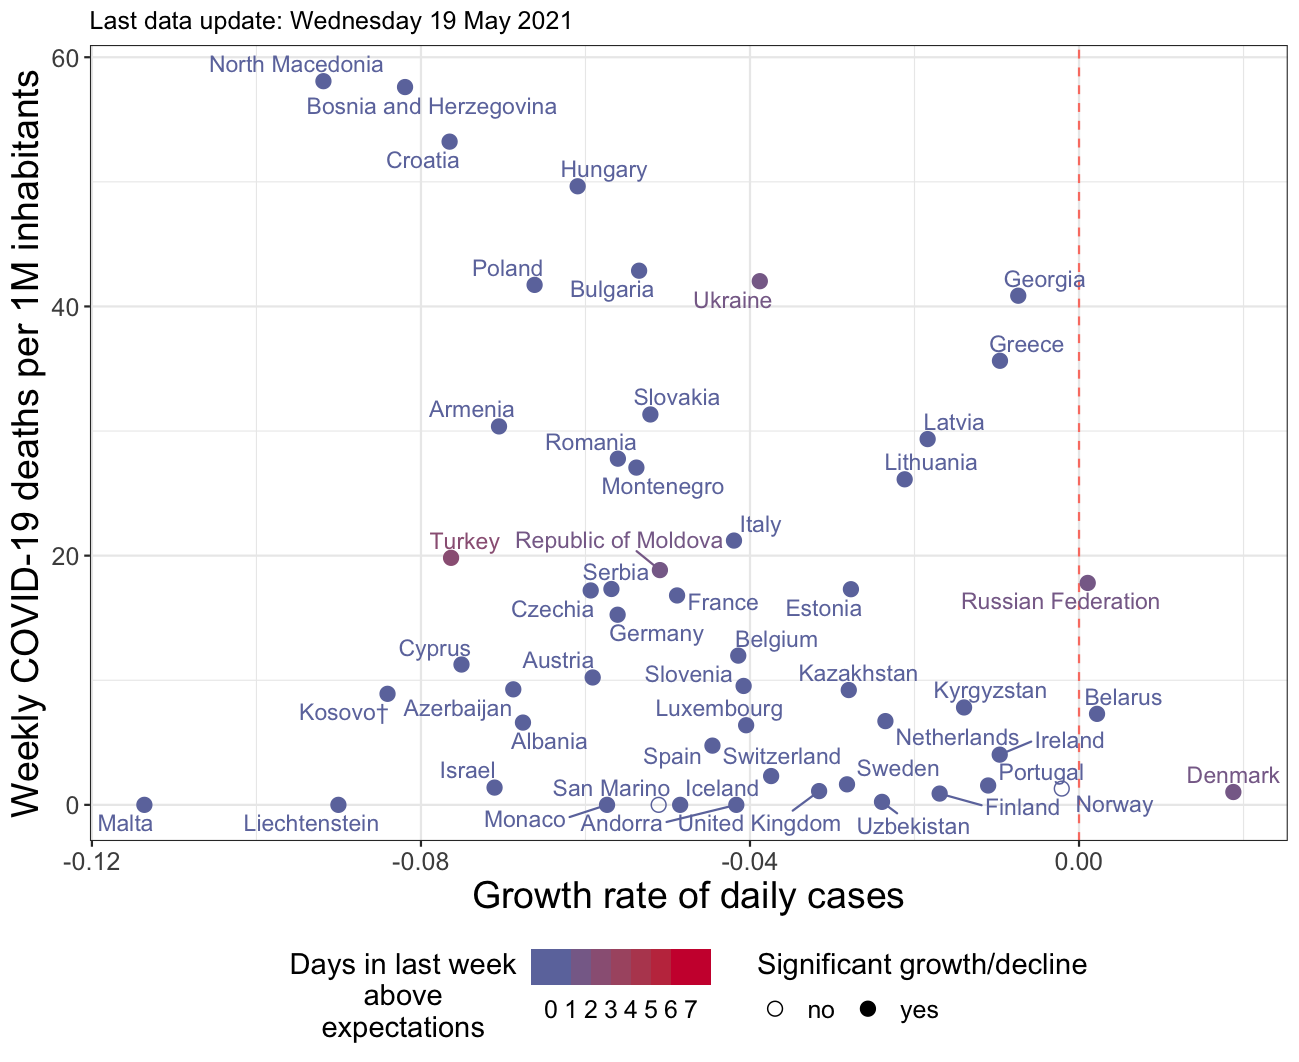 Last data update: Wednesday 19 May 2021
Weekly COVID-19 deaths per 1M inhabitants
60
North Macedonia
Bosnia and Herzegovina
Croatia
Hungary
Poland
Bulgaria
Ukraine
Georgia
40
Greece
Slovakia
Armenia
Latvia
Romania
Lithuania
Montenegro
Italy
Turkey
Republic of Moldova
20
Serbia
Russian Federation
France
Czechia
Estonia
Germany
Belgium
Cyprus
Austria
Slovenia
Kazakhstan
Kyrgyzstan
Belarus
Kosovo†
Azerbaijan
Luxembourg
Albania
Netherlands
Ireland
Spain
Switzerland
Israel
Sweden
Portugal
Denmark
San Marino
Iceland
0
Finland
Norway
Malta
Liechtenstein
Monaco
Andorra
United Kingdom
Uzbekistan
-0.12
-0.08
-0.04
0.00
Growth rate of daily cases
Days in last week
above
expectations
0 1 2 3 4 5 6 7
Significant growth/decline
no
yes